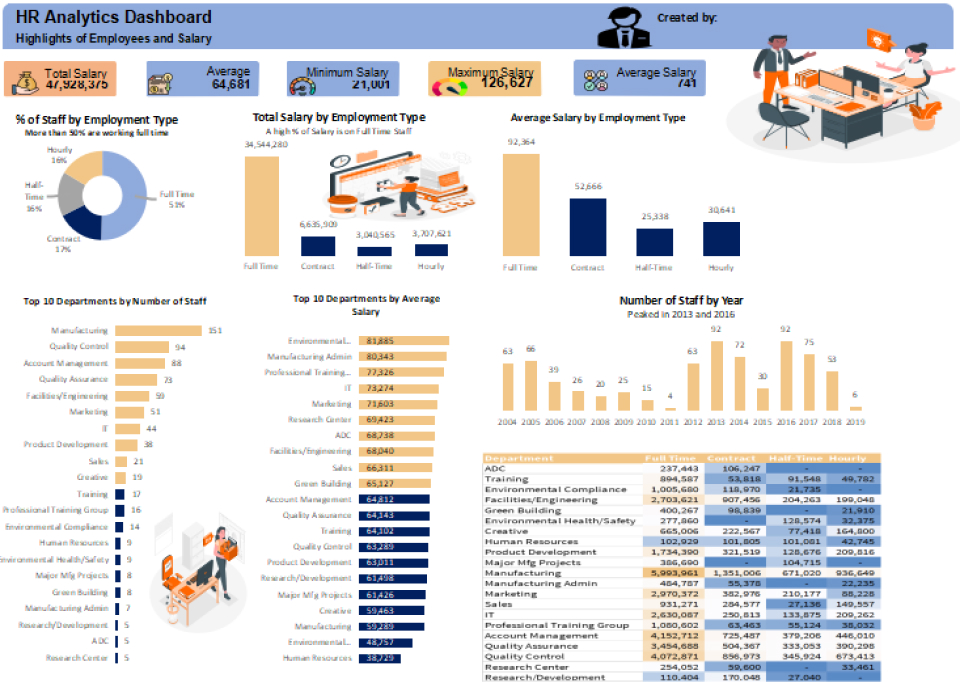 HR Analytics Dashboard
Highlights of Employees and Salary
Created by:
Total Salary
47,928,375
Average
64,681
Minimum Salary
21,001
Maximum Salary
126,627
Average Salary
741
% of Staff by Employment Type
More than 50% are working full time
Hourly
16%
Half-
Time
16%
Full Time
51%
Contract
17%
Total Salary by Employment Type
A high % of Salary is on Full Time Staff
34,544,280
6,635,909
3,040,565
3,707,621
Full Time Contract Half-Time Hourly
Average Salary by Employment Type
92,364
52,666
25,338
30,641
Full Time Contract Half-Time Hourly
Top 10 Departments by Number of Staff
Manufacturing 151
Quality Control 94
Account Management 88
Quality Assurance 73
Facilities/Engineering 59
Marketing 51
IT 44
Product Development 38
Sales 21
Creative 19
Training 17
Professional Training Group 16
Environmental Compliance 14
Human Resources 9
Environmental Health/Safety 9
Major Mfg Projects 8
Green Building 8
Manufacturing Admin 7
Research/Development 5
ADC 5
Research Center 5
Top 10 Departments by Average
Salary
Environmental... 81,885
Manufacturing Admin 80,343
Professional Training... 77,326
IT 73,274
Marketing 71,603
Research Center 69,423
ADC 68,738
Facilities/Engineering 68,040
Sales 66,311
Green Building 65,127
Account Management 64,812
Quality Assurance 64,143
Training 64,102
Quality Control 63,289
Product Development 63,011
Research/Development 61,498
Major Mfg Projects 61,426
Creative 59,463
Manufacturing 59,289
Environmental... 48,757
Human Resources 38,729
Number of Staff by Year
Peaked in 2013 and 2016
63 66 39 26 20 25 15 4 63 92 72 30 92 75 53 6
2004 2005 2006 2007 2008 2009 2010 2011 2012 2013 2014 2015 2016 2017 2018 2019
Department Full Time Contract Half-Time Hourly
ADC 237,443 106,247 - -
Training 894,587 53,818 91,548 49,782
Environmental Compliance 1,005,680 118,970 21,735 -
Facilities/Engineering 2,703,621 907,456 204,263 199,048
Green Building 400,267 98,839 - 21,910
Environmental Health/Safety 277,860 - 128,574 32,375
Creative 665,006 222,567 77,418 164,800
Human Resources 102,929 101,805 101,081 42,745
Product Development 1,734,390 321,519 128,676 209,816
Major Mfg Projects 386,690 - 104,715 -
Manufacturing 5,993,961 1,351,006 671,020 936,649
Manufacturing Admin 484,787 55,378 - 22,235
Marketing 2,970,372 382,976 210,177 88,228
Sales 931,271 284,577 27,136 149,557
IT 2,630,087 250,813 133,875 209,262
Professional Training Group 1,080,602 63,463 55,124 38,032
Account Management 4,152,712 725,487 379,206 446,010
Quality Assurance 3,454,688 504,367 333,053 390,298
Quality Control 4,072,871 856,973 345,924 673,413
Research Center 254,052 59,600 - 33,461
Research/Development 110,404 170,048 27,040 -